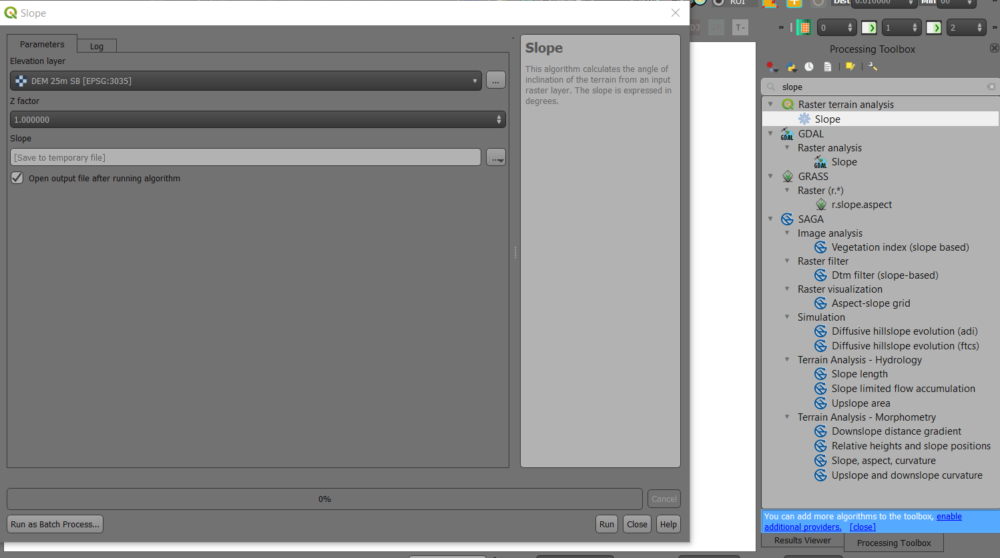 Slope
Parameters
Log
Elevation layer
DEM 25m SB [EPSG:3035]
...
Z factor
1.000000
Slope
[Save to temporary file]
...
Open output file after running algorithm
Slope
This algorithm calculates the angle of
inclination of the terrain from an input
raster layer. The slope is expressed in
degrees.
0%
Cancel
Run as Batch Process...
Run
Close
Help
ROI
Dist
0.010000
Min
60
T-
»
0
1
2
»
Processing Toolbox
slope
Raster terrain analysis
Slope
GDAL
GDAL
Raster analysis
GDAL
Slope
GRASS
Raster (r.*)
r.slope.aspect
SAGA
Image analysis
Vegetation index (slope based)
Raster filter
Dtm filter (slope-based)
Raster visualization
Aspect-slope grid
Simulation
Diffusive hillslope evolution (adi)
Diffusive hillslope evolution (ftcs)
Terrain Analysis - Hydrology
Slope length
Slope limited flow accumulation
Upslope area
Terrain Analysis - Morphometry
Downslope distance gradient
Relative heights and slope positions
Slope, aspect, curvature
Upslope and downslope curvature
You can add more algorithms to the toolbox, enable
additional providers. [close]
Results Viewer
Processing Toolbox